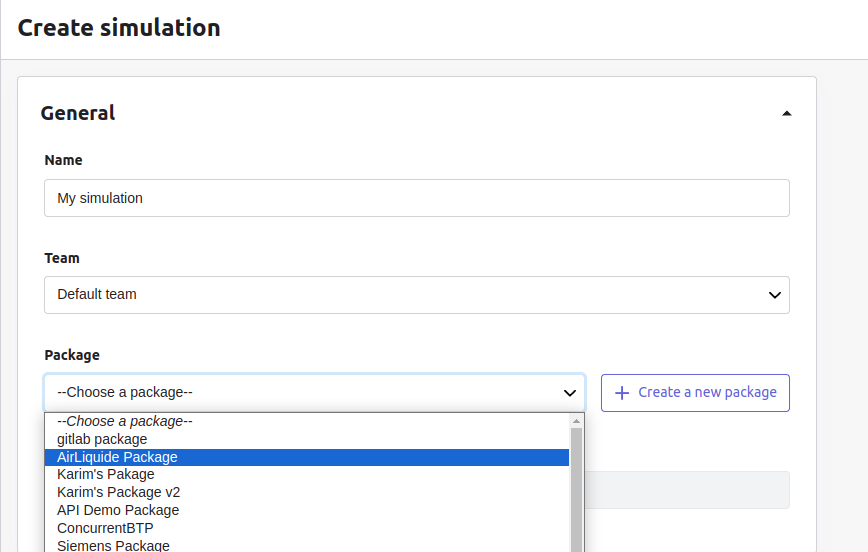 Create simulation
General
Name
My simulation
Team
Default team
Package
--Choose a package--
Create a new package
--Choose a package--
gitlab package
AirLiquide Package
Karim's Pakage
Karim's Package v2
API Demo Package
ConcurrentBTP
Siemens Package